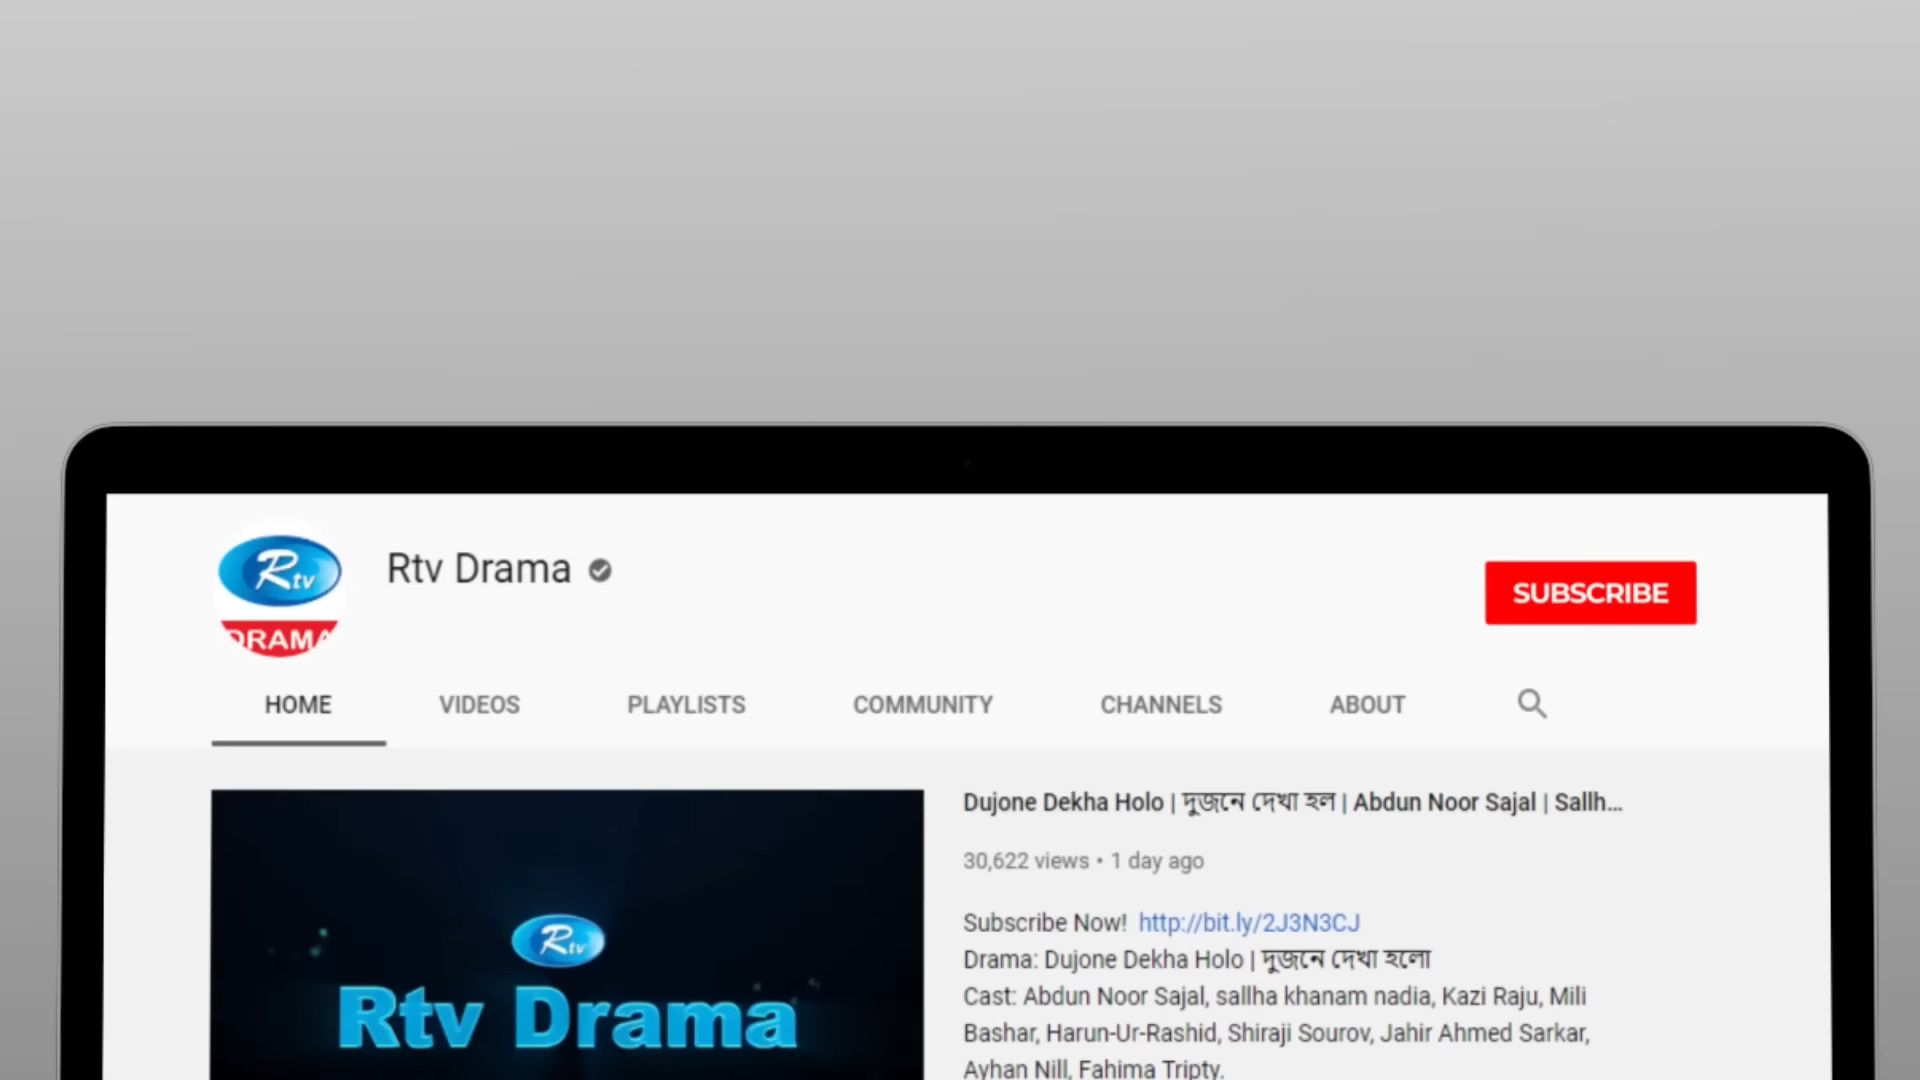 Rtv
DRAMA
Rtv Drama
SUBSCRIBE
HOME VIDEOS PLAYLISTS COMMUNITY CHANNELS ABOUT
Rtv
Rtv Drama
Dujone Dekha Holo | দুজনে দেখা হল | Abdun Noor Sajal | Sallh...
30,622 views • 1 day ago
Subscribe Now! http://bit.ly/2J3N3CJ
Drama: Dujone Dekha Holo | দুজনে দেখা হলো
Cast: Abdun Noor Sajal, sallha khanam nadia, Kazi Raju, Mili
Bashar, Harun-Ur-Rashid, Shiraji Sourov, Jahir Ahmed Sarkar,
Ayhan Nill, Fahima Tripty.